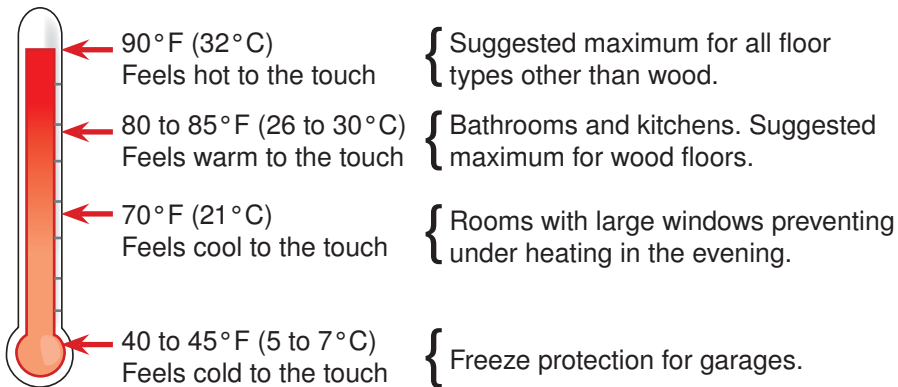 90°F (32°C)
Feels hot to the touch
Suggested maximum for all floor
types other than wood.
80 to 85°F (26 to 30°C)
Feels warm to the touch
Bathrooms and kitchens. Suggested
maximum for wood floors.
70°F (21°C)
Feels cool to the touch
Rooms with large windows preventing
under heating in the evening.
40 to 45°F (5 to 7°C)
Feels cold to the touch
Freeze protection for garages.